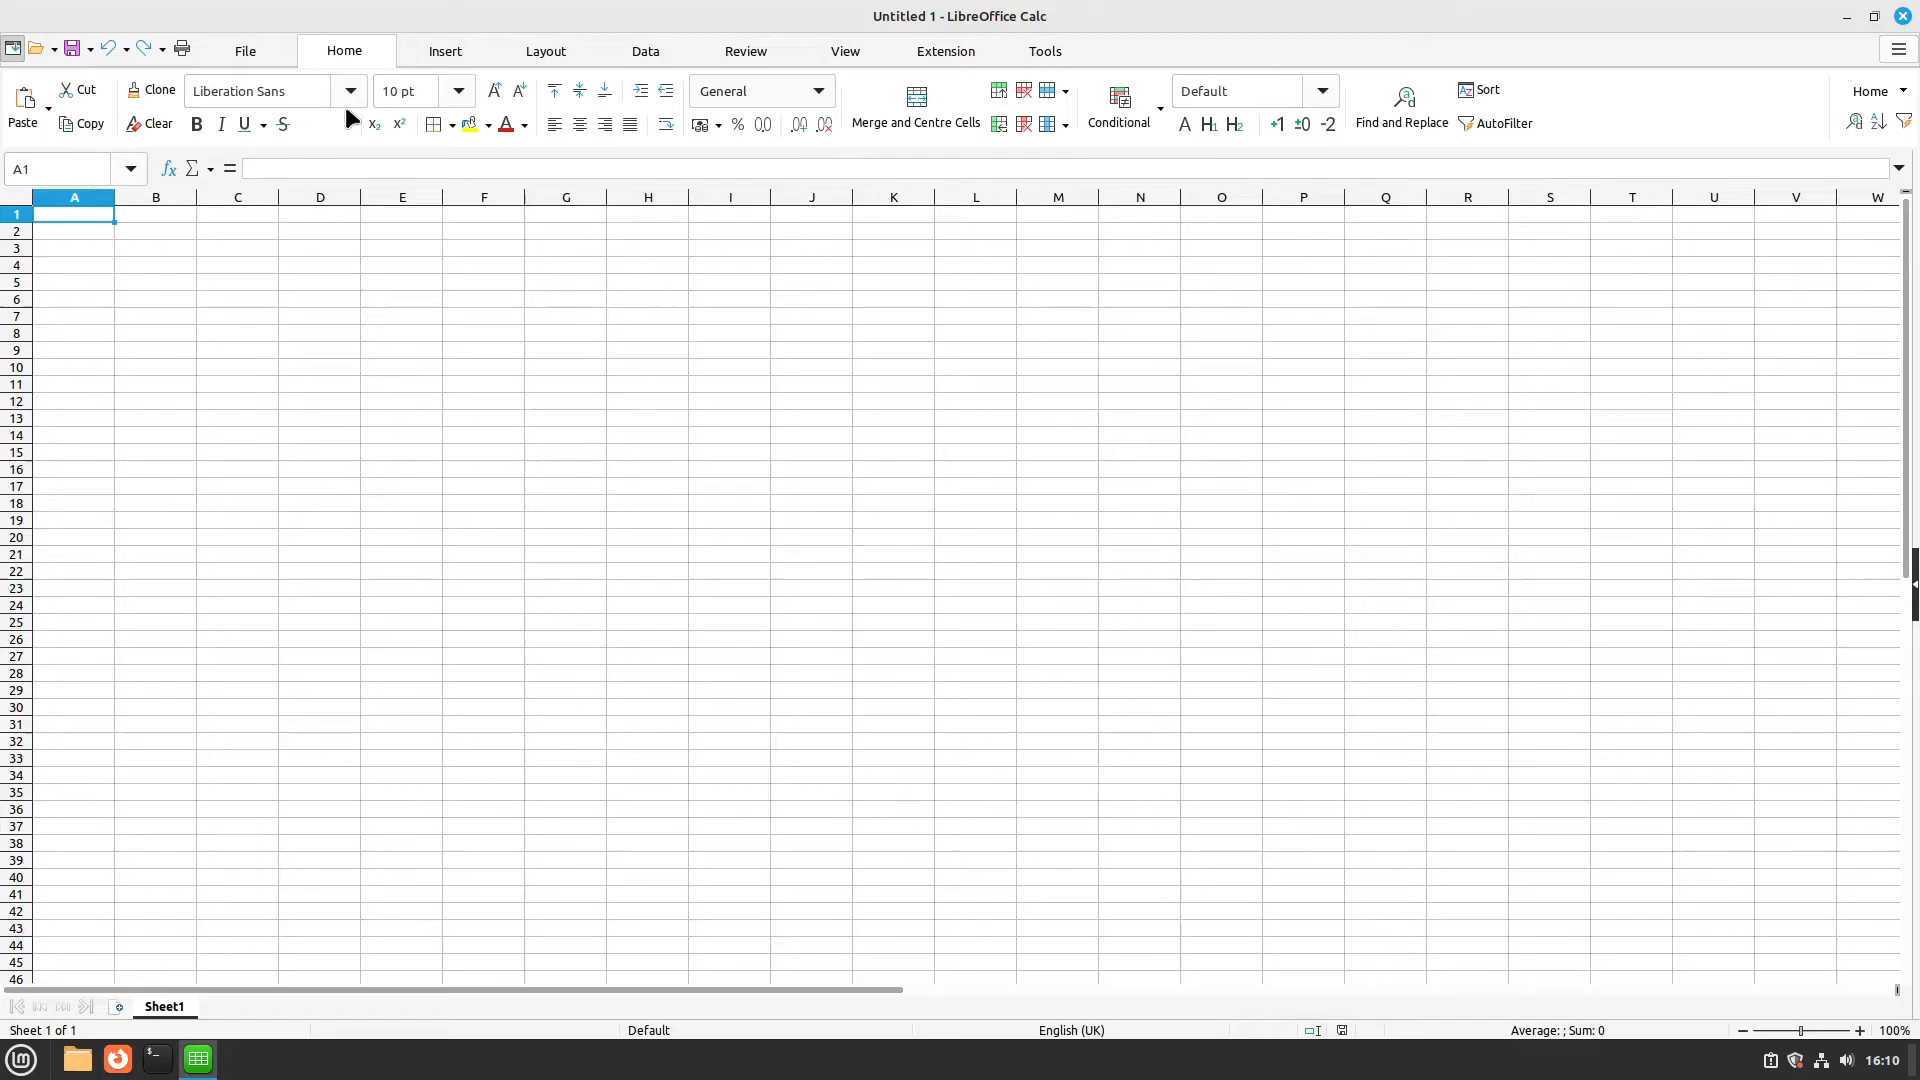 Untitled 1 - LibreOffice Calc
File
Home
Insert
Layout
Data
Review
View
Extension
Tools
Paste
Cut
Copy
Clone
Clear
Liberation Sans
10 pt
General
Merge and Centre Cells
Conditional
Default
Find and Replace
Sort
AutoFilter
Home
A1
A B C D E F G H I J K L M N O P Q R S T U V W
1
2
3
4
5
6
7
8
9
10
11
12
13
14
15
16
17
18
19
20
21
22
23
24
25
26
27
28
29
30
31
32
33
34
35
36
37
38
39
40
41
42
43
44
45
46
Sheet1
Sheet 1 of 1
Default
English (UK)
Average: ; Sum: 0
100%
16:10